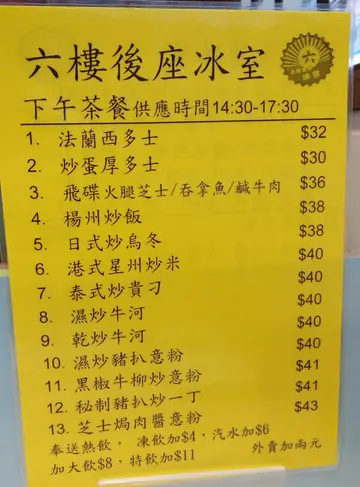 六樓後座冰室
六
下午茶餐供應時間14:30-17:30
1. 法蘭西多士 $32
2. 炒蛋厚多士 $30
3. 飛碟火腿芝士/吞拿魚/鹹牛肉 $36
4. 楊州炒飯 $38
5. 日式炒烏冬 $38
6. 港式星州炒米 $40
7. 泰式炒貴刁 $40
8. 濕炒牛河 $40
9. 乾炒牛河 $40
10. 濕炒豬扒意粉 $40
11. 黑椒牛柳炒意粉 $41
12. 秘制豬扒炒一丁 $41
13. 芝士焗肉醬意粉 $43
奉送熱飲，凍飲加$4，汽水加$6
加大飲$8，特飲加$11 外賣加兩元